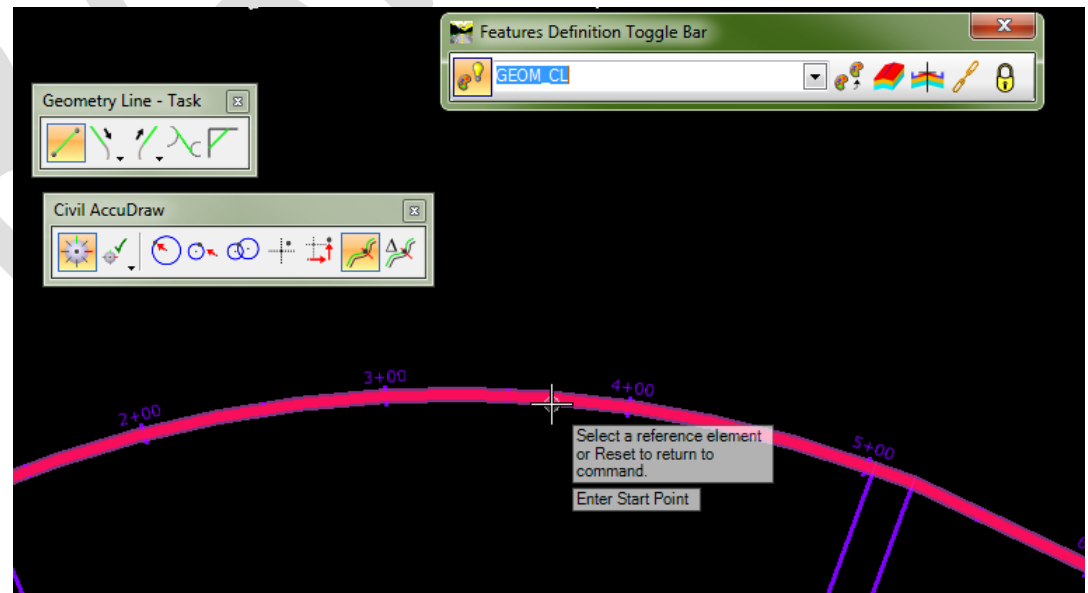 Features Definition Toggle Bar
GEOM_CL
Geometry Line - Task
Civil AccuDraw
2+00
3+00
4+00
5+00
Select a reference element
or Reset to return to
command.
Enter Start Point